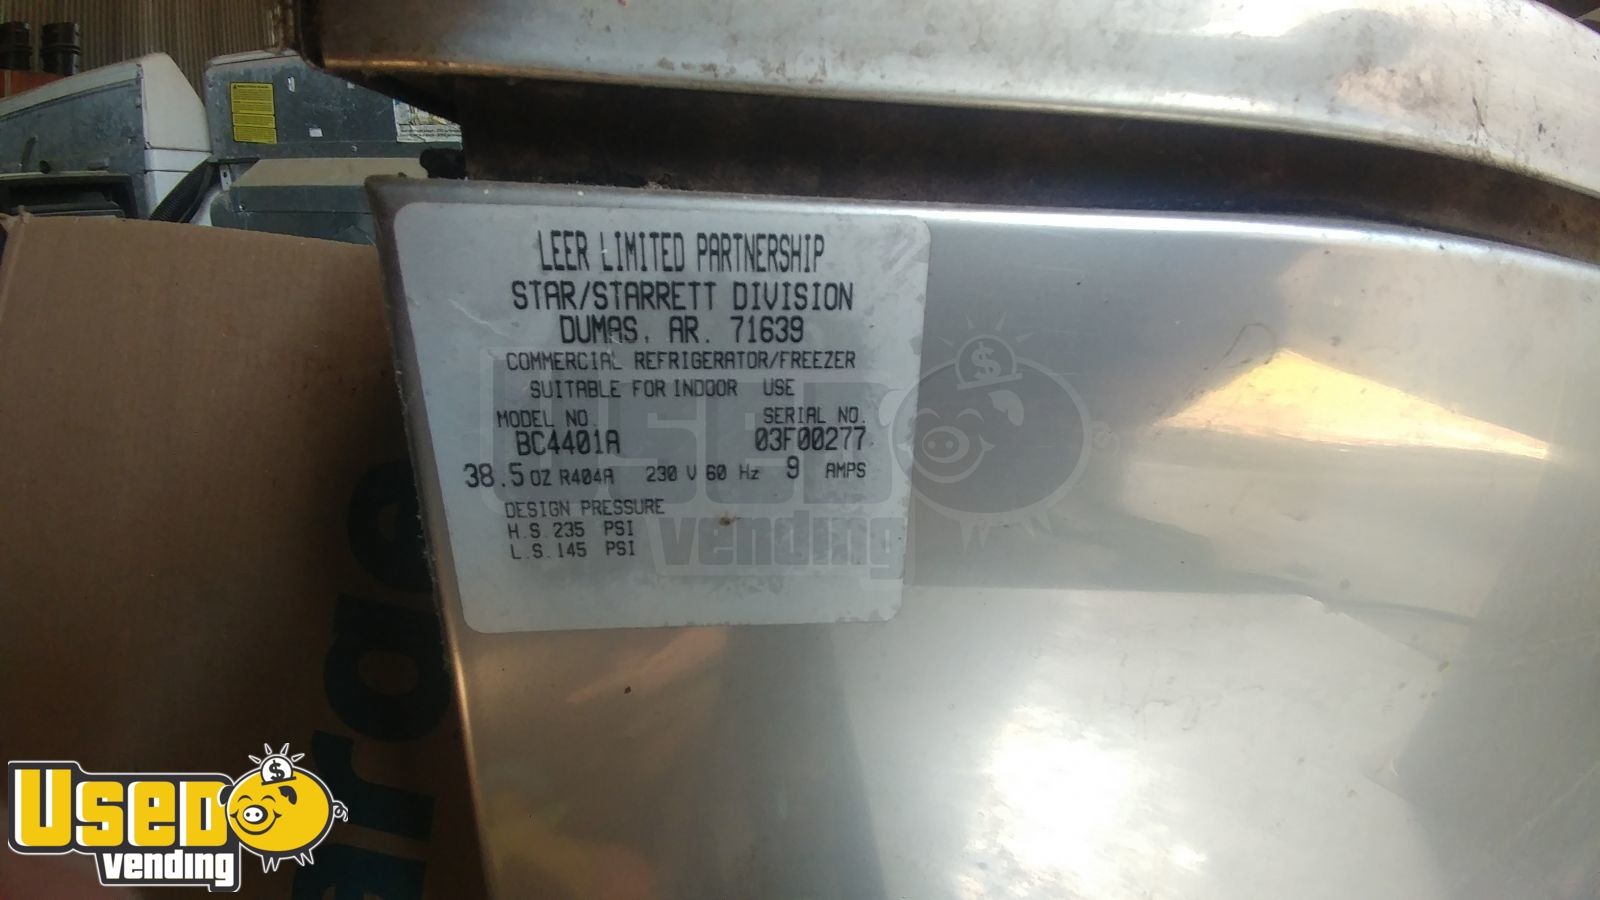 LEER LIMITED PARTNERSHIP
STAR/STARRETT DIVISION
DUMAS, AR. 71639
COMMERCIAL REFRIGERATOR/FREEZER
SUITABLE FOR INDOOR USE
MODEL NO. SERIAL NO.
BC4401A 03F00277
38.5 OZ R404A 230 V 60 Hz 9 AMPS
DESIGN PRESSURE
H.S. 235 PSI
L.S. 145 PSI
USED
vending
$
USED
vending
$